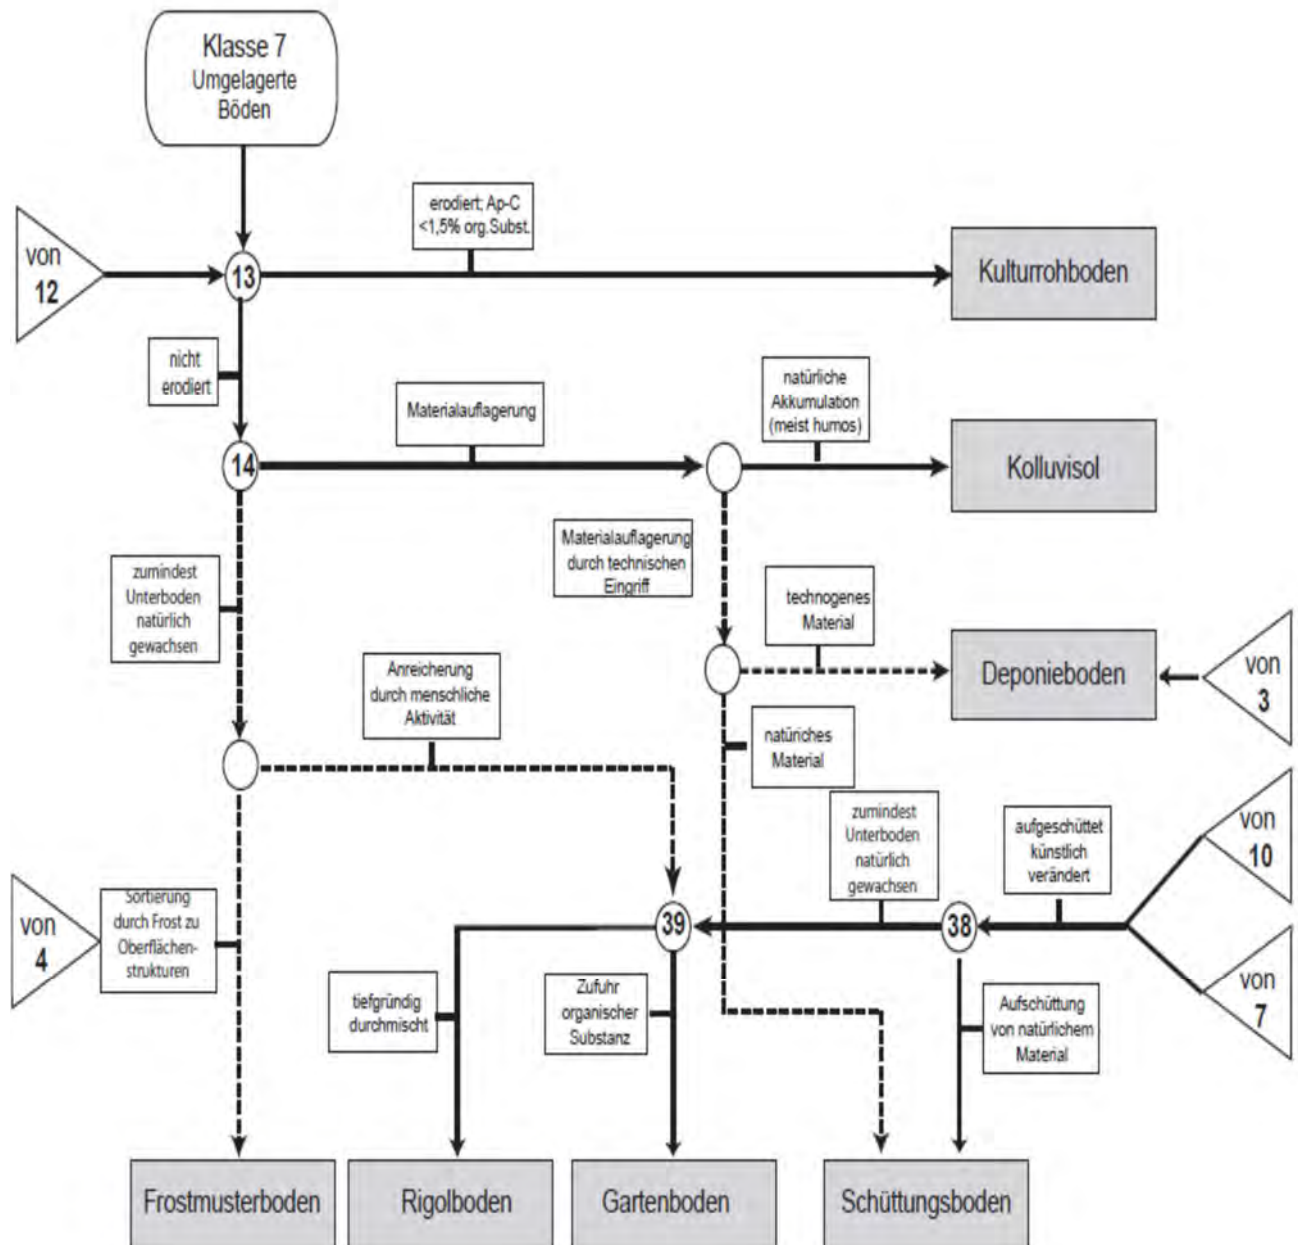 Klasse 7
Umgelagerte
Böden
erodiert; Ap-C
<1,5% org.Subst.
von
12
13
Kulturrohboden
nicht
erodiert
Materialauflagerung
natürliche
Akkumulation
(meist humos)
14
Kolluvisol
Materialauflagerung
durch technischen
Eingriff
zumindest
Unterboden
natürlich
gewachsen
technogenes
Material
Anreicherung
durch menschliche
Aktivität
Deponieboden
von
3
natüriches
Material
zumindest
Unterboden
natürlich
gewachsen
aufgeschüttet
künstlich
verändert
von
10
von
4
Sortierung
durch Frost zu
Oberflächen-
strukturen
39
38
von
7
tiefgründig
durchmischt
Zufuhr
organischer
Substanz
Aufschüttung
von natürlichem
Material
Frostmusterboden
Rigolboden
Gartenboden
Schüttungsboden